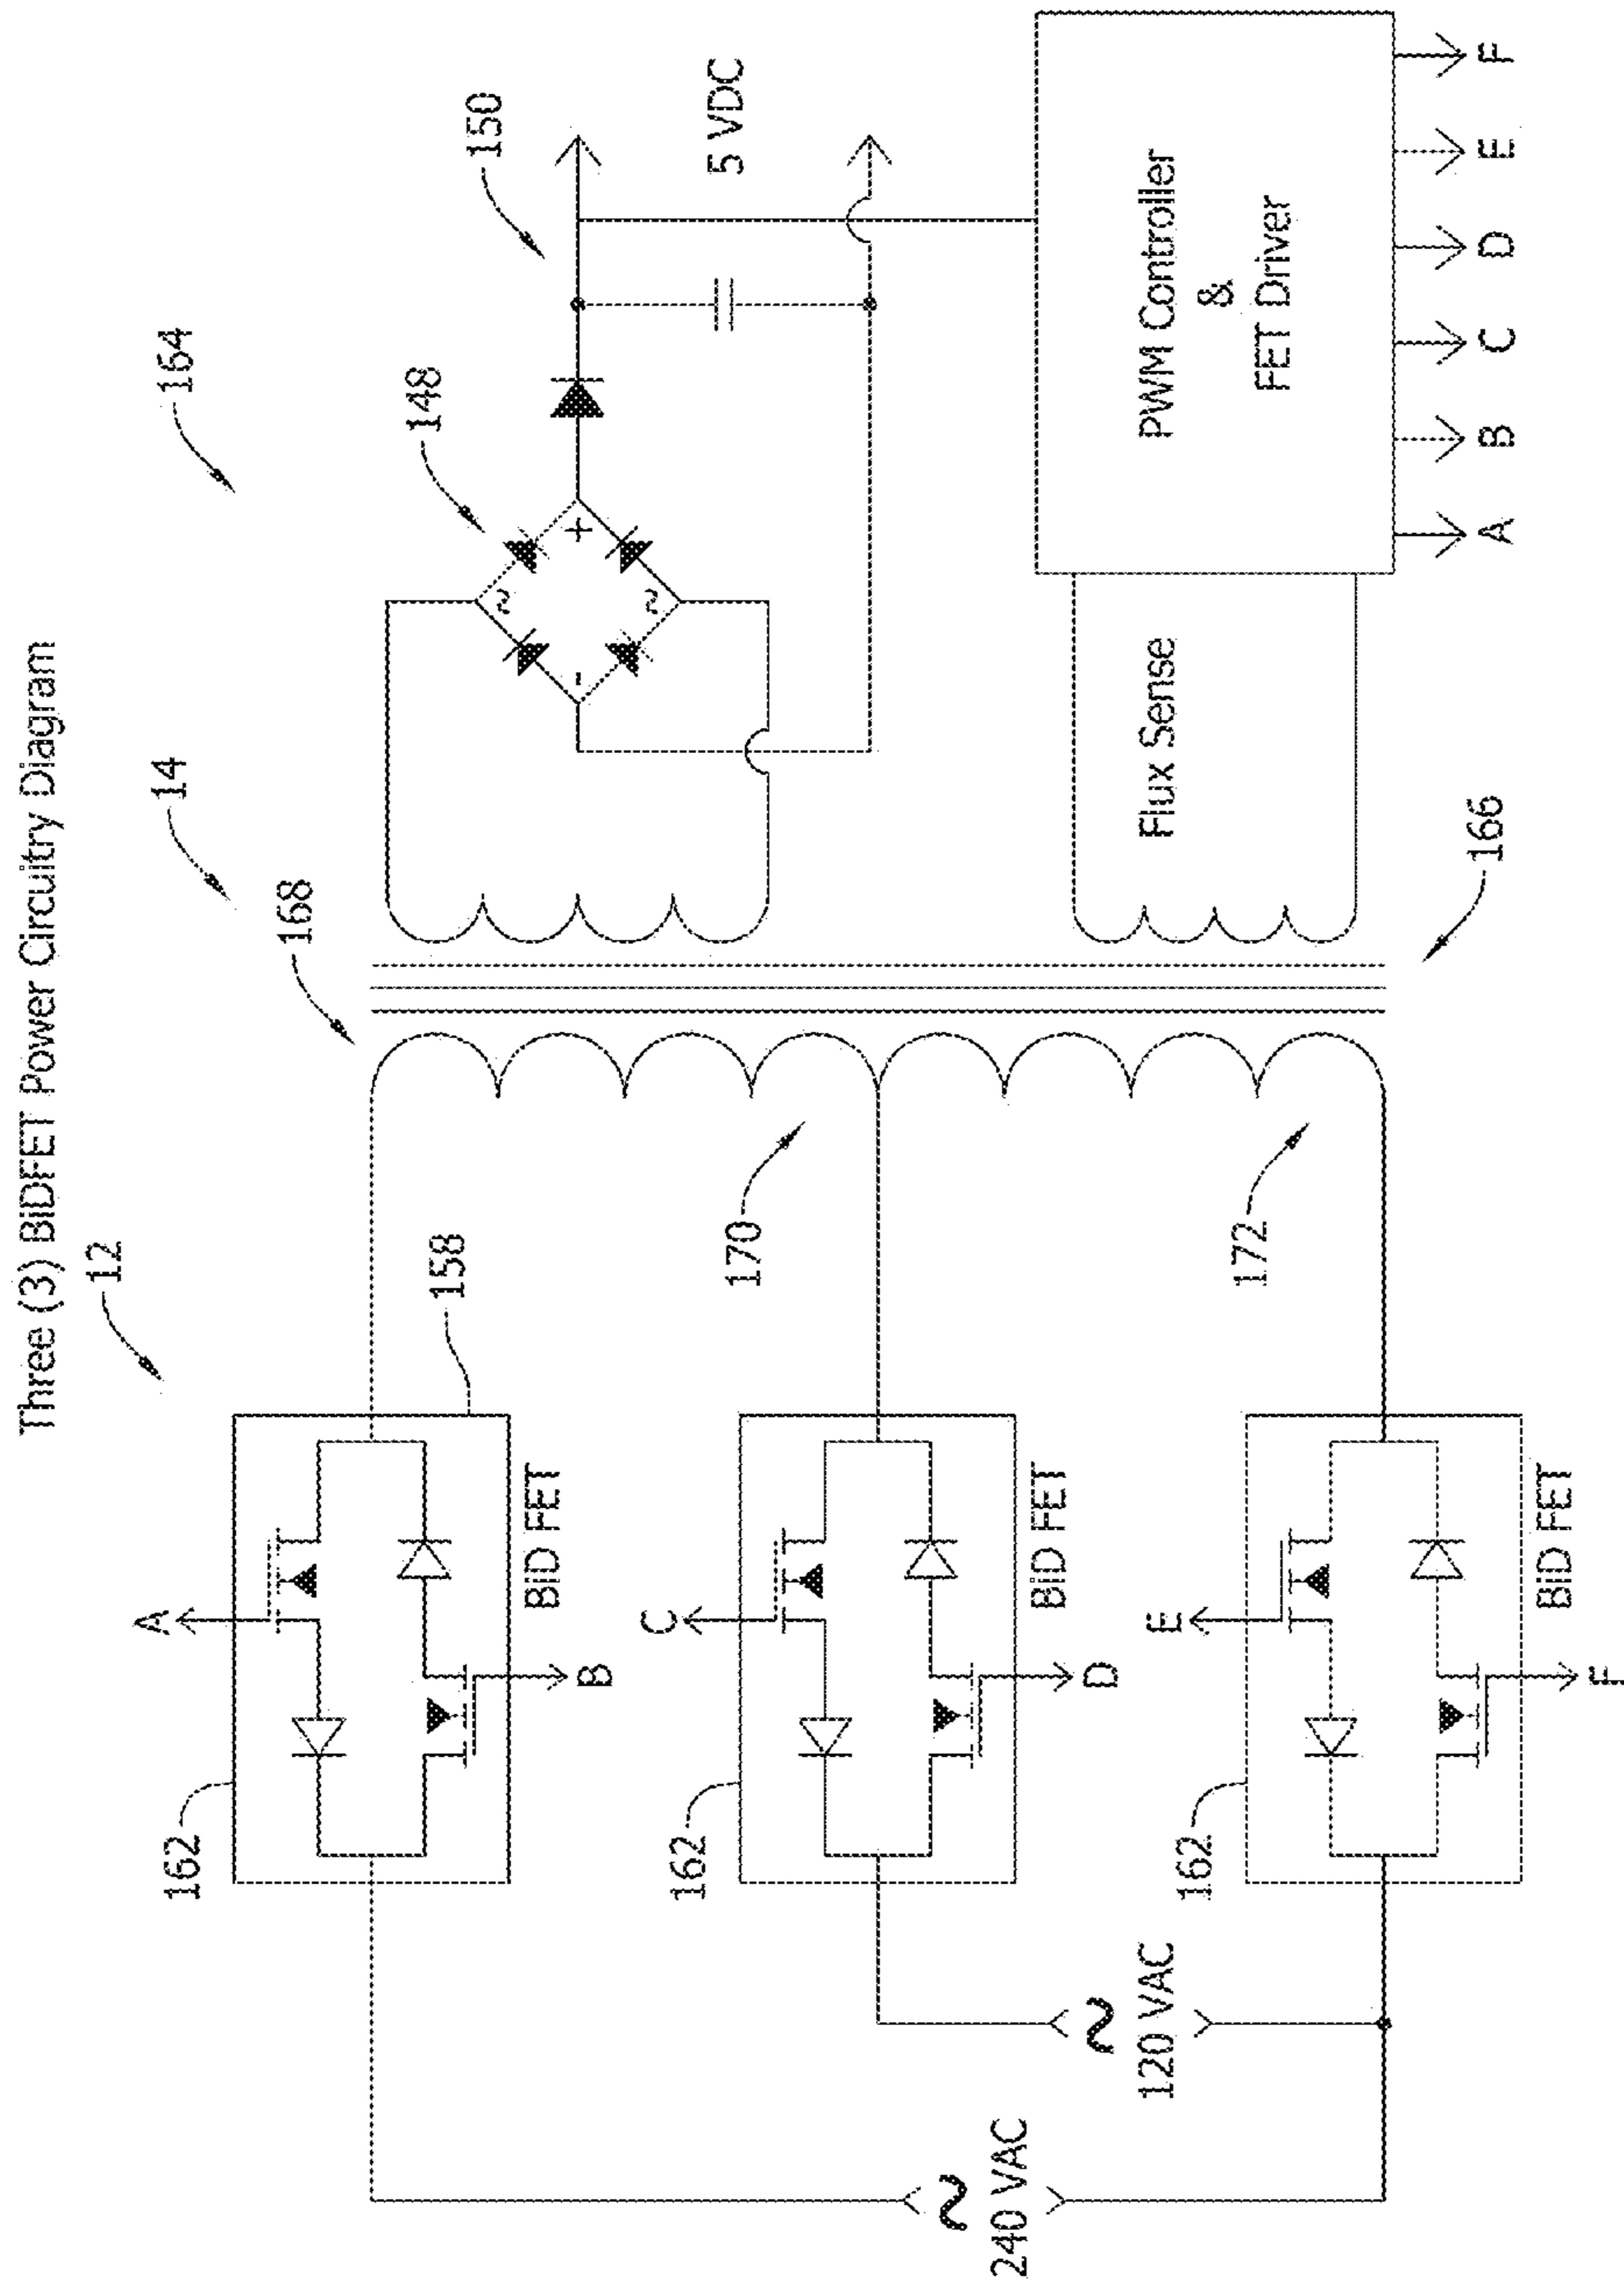 Three (3) BiDFET Power Circuitry Diagram
12
14
164
168
148
150
158
162
A
B
BiD FET
5 VDC
170
162
C
D
BiD FET
Flux Sense
PWM Controller
&
FET Driver
172
162
E
F
BiD FET
166
A
B
C
D
E
F
240 VAC
120 VAC
~
~
+
-
~
~